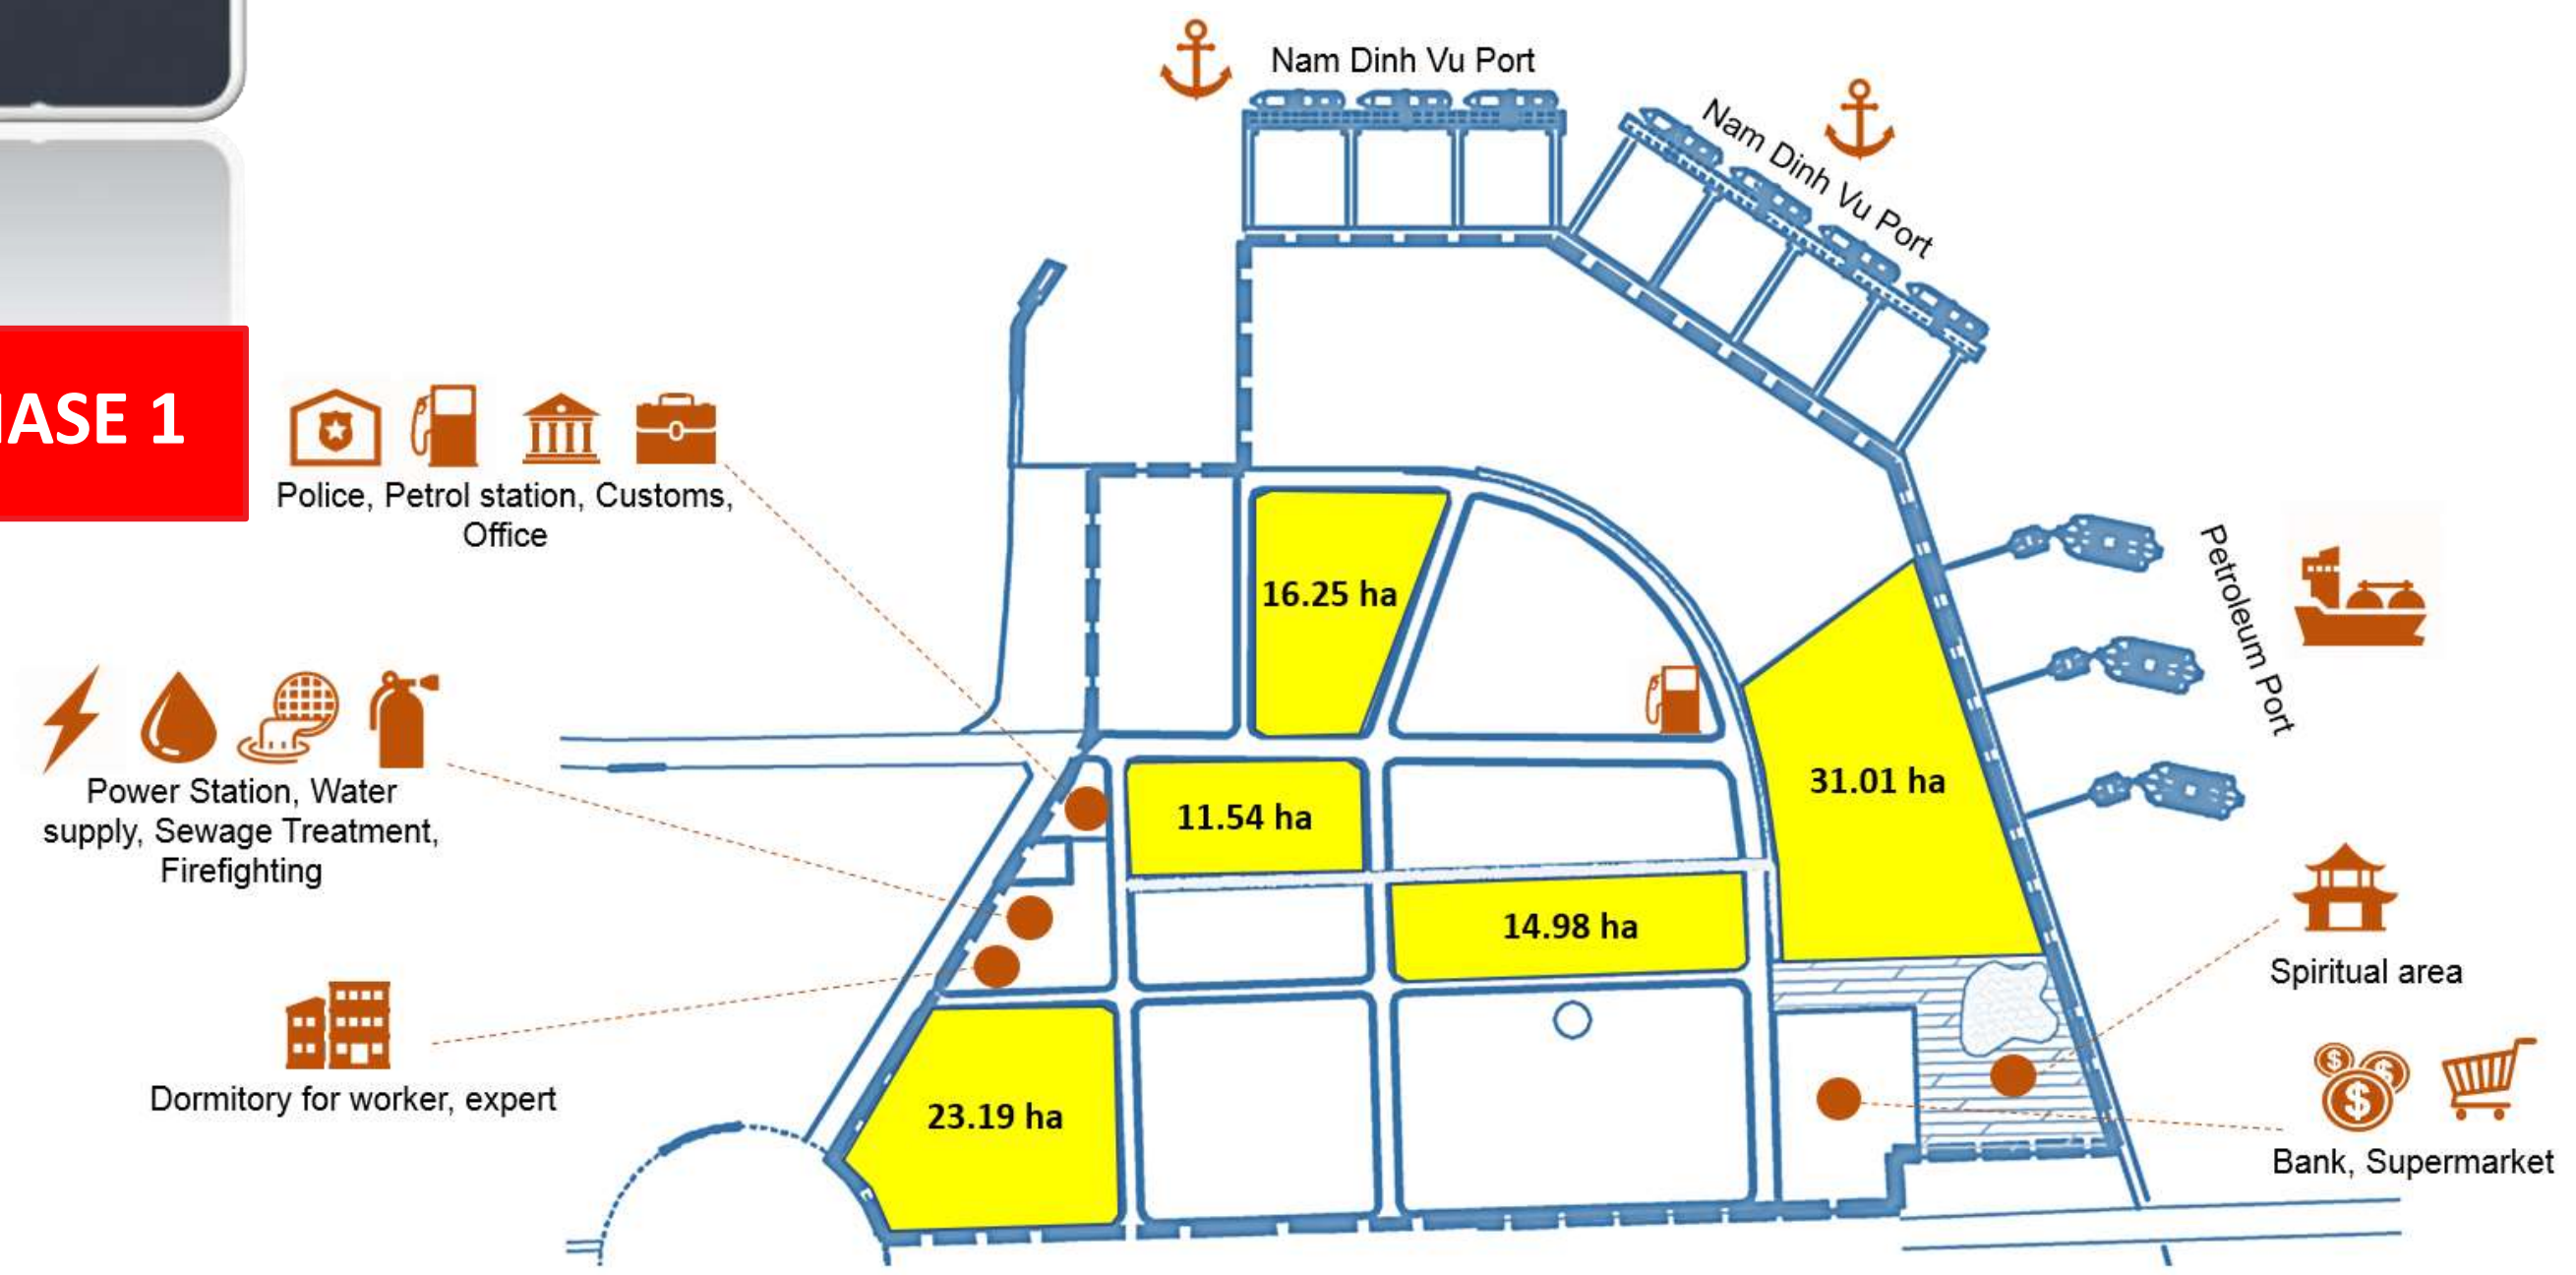 Nam Dinh Vu Port
Nam Dinh Vu Port
HASE 1
Police, Petrol station, Customs,
Office
Petroleum Port
16.25 ha
Power Station, Water
supply, Sewage Treatment,
Firefighting
31.01 ha
11.54 ha
14.98 ha
Spiritual area
Dormitory for worker, expert
23.19 ha
Bank, Supermarket